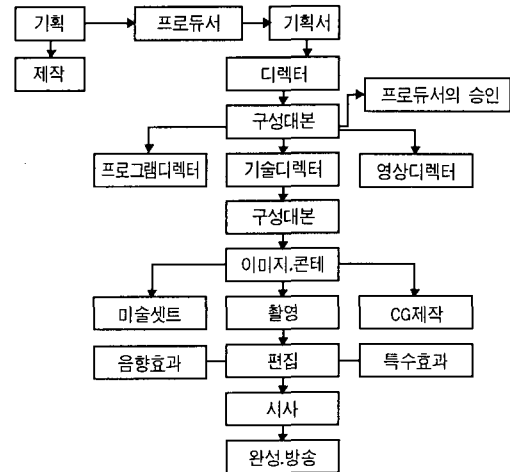 기획
프로듀서
기획서
제작
디렉터
프로듀서의 승인
구성대본
프로그램디렉터
기술디렉터
영상디렉터
구성대본
이미지.콘테
미술셋트
촬영
CG제작
음향효과
편집
특수효과
시사
완성.방송